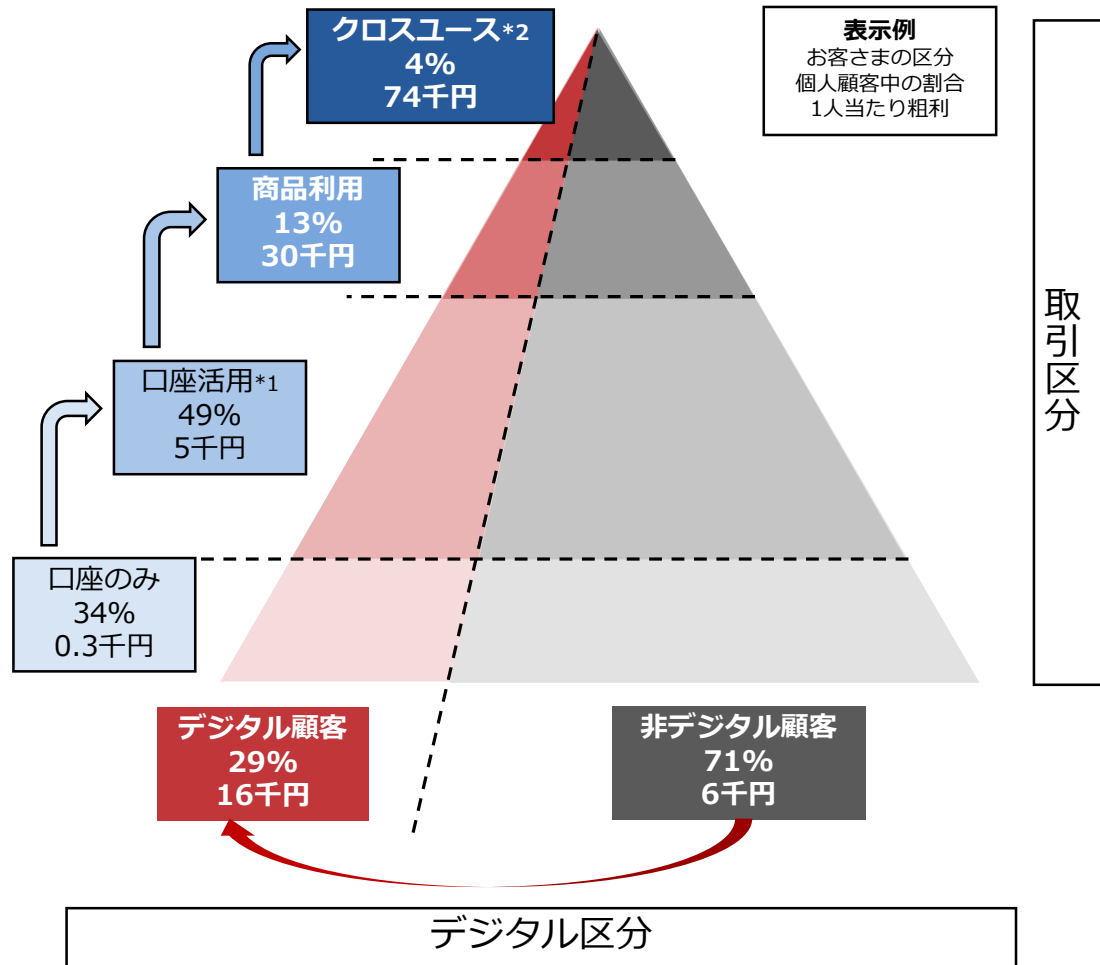 クロスユース*2
4%
74千円
表示例
お客さまの区分
個人顧客中の割合
1人当たり粗利
商品利用
13%
30千円
口座活用*1
49%
5千円
口座のみ
34%
0.3千円
取引区分
デジタル顧客
29%
16千円
非デジタル顧客
71%
6千円
デジタル区分